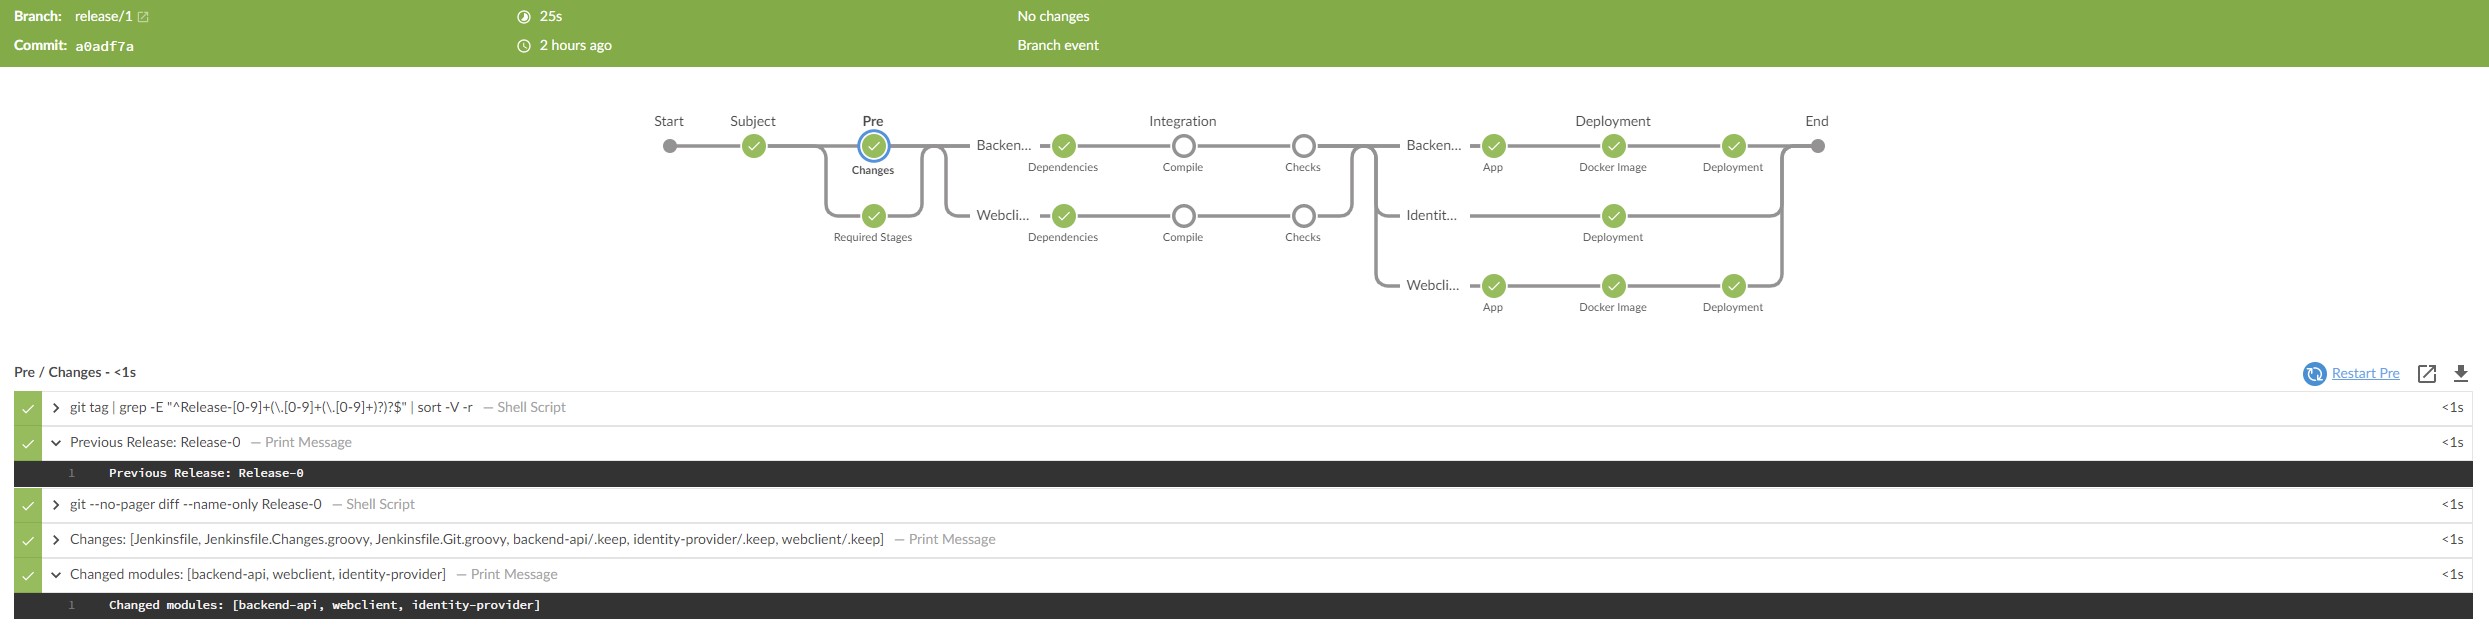 Branch: release/1 25s No changes
Commit: a0adf7a 2 hours ago Branch event
Start Subject Pre Integration Deployment End
Backen... Backen...
Changes Dependencies Compile Checks App Docker Image Deployment
Webcli... Identit...
Required Stages Dependencies Compile Checks Deployment
Webcli...
App Docker Image Deployment
Pre / Changes - <1s Restart Pre
git tag | grep -E "^Release-[0-9]+(\.[0-9]+(\.[0-9]+)?)?$" | sort -V -r — Shell Script <1s
Previous Release: Release-0 — Print Message <1s
1 Previous Release: Release-0
git --no-pager diff --name-only Release-0 — Shell Script <1s
Changes: [Jenkinsfile, Jenkinsfile.Changes.groovy, Jenkinsfile.Git.groovy, backend-api/.keep, identity-provider/.keep, webclient/.keep] — Print Message <1s
Changed modules: [backend-api, webclient, identity-provider] — Print Message <1s
1 Changed modules: [backend-api, webclient, identity-provider]